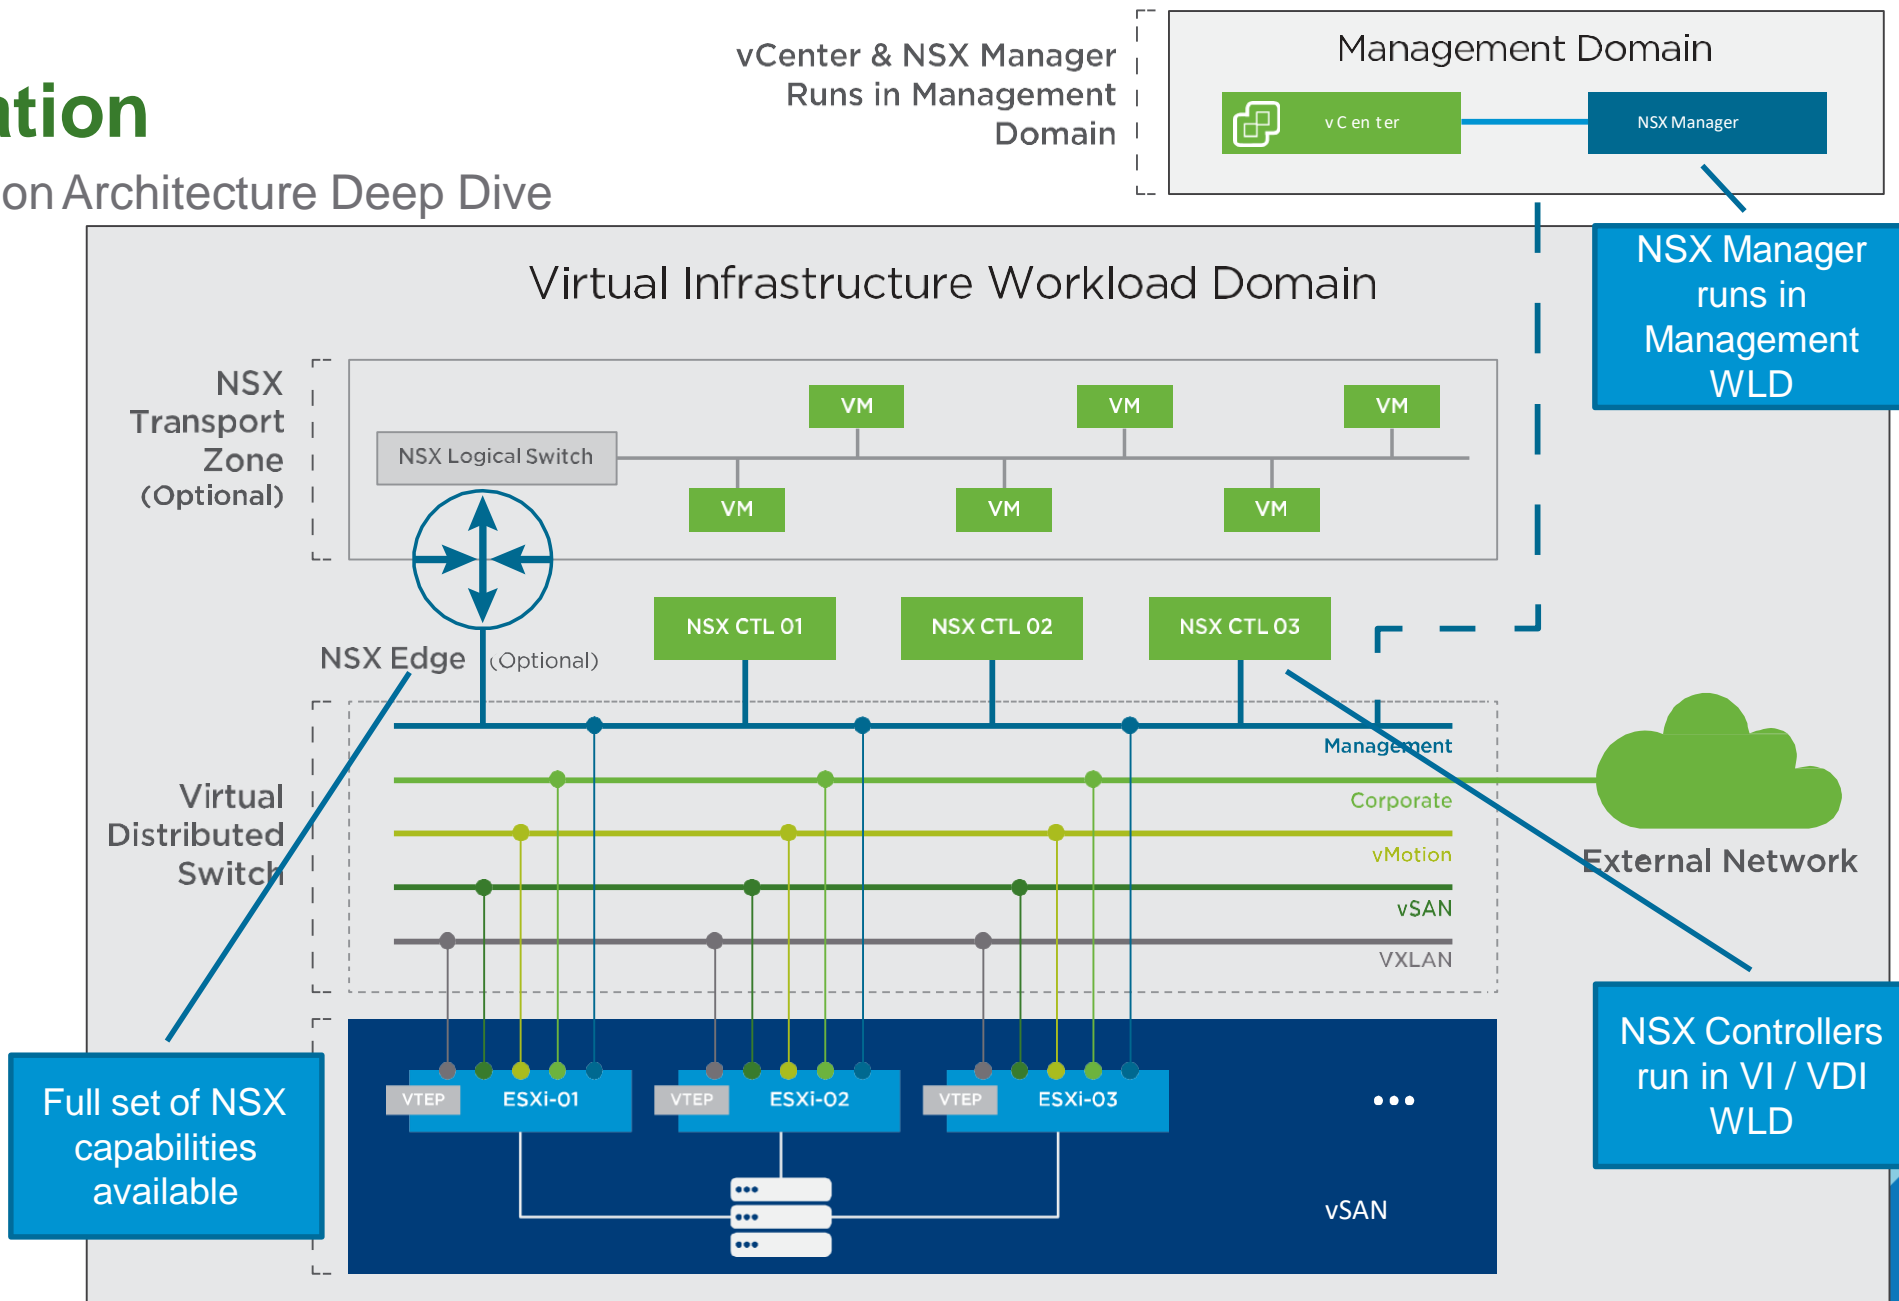 ation
on Architecture Deep Dive
vCenter & NSX Manager
Runs in Management
Domain
Management Domain
vCenter
NSX Manager
NSX Manager
runs in
Management
WLD
Virtual Infrastructure Workload Domain
NSX
Transport
Zone
(Optional)
NSX Logical Switch
VM
VM
VM
VM
VM
VM
NSX Edge (Optional)
NSX CTL 01
NSX CTL 02
NSX CTL 03
Virtual
Distributed
Switch
Management
Corporate
vMotion
vSAN
VXLAN
External Network
Full set of NSX
capabilities
available
VTEP
ESXi-01
VTEP
ESXi-02
VTEP
ESXi-03
...
vSAN
NSX Controllers
run in VI / VDI
WLD